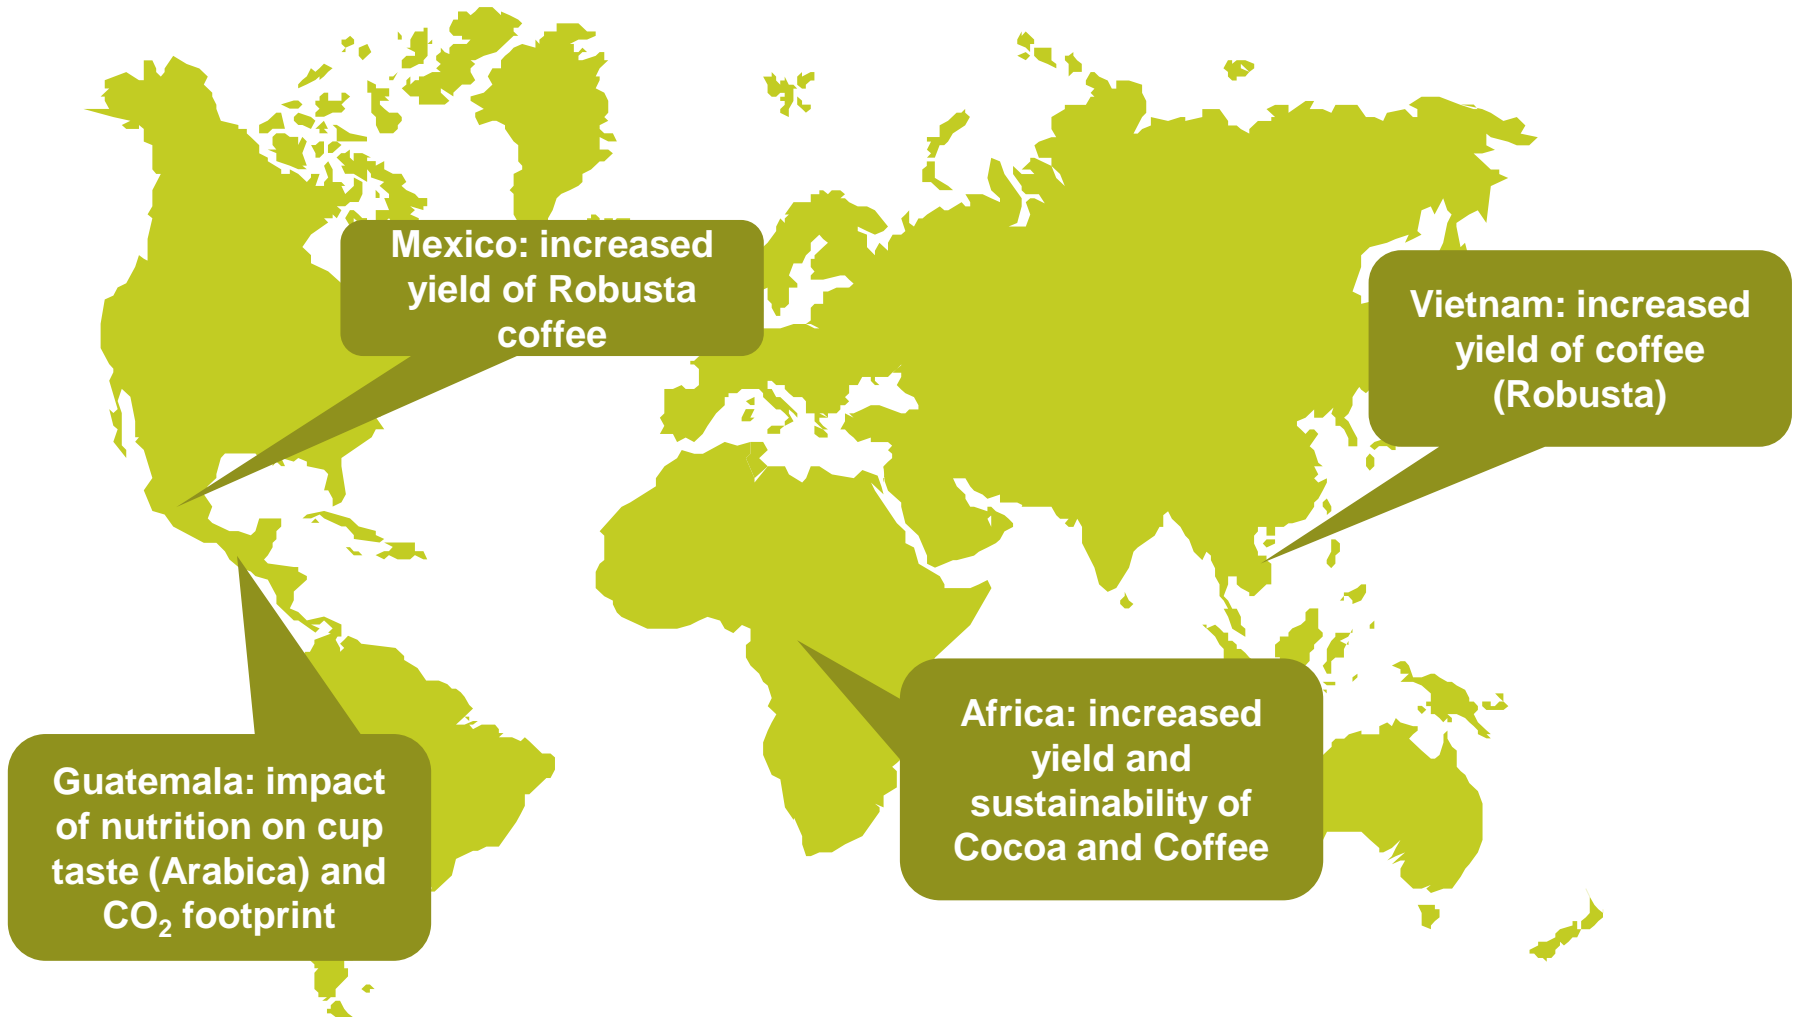 Mexico: increased
yield of Robusta
coffee
Vietnam: increased
yield of coffee
(Robusta)
Africa: increased
yield and
sustainability of
Cocoa and Coffee
Guatemala: impact
of nutrition on cup
taste (Arabica) and
CO₂ footprint